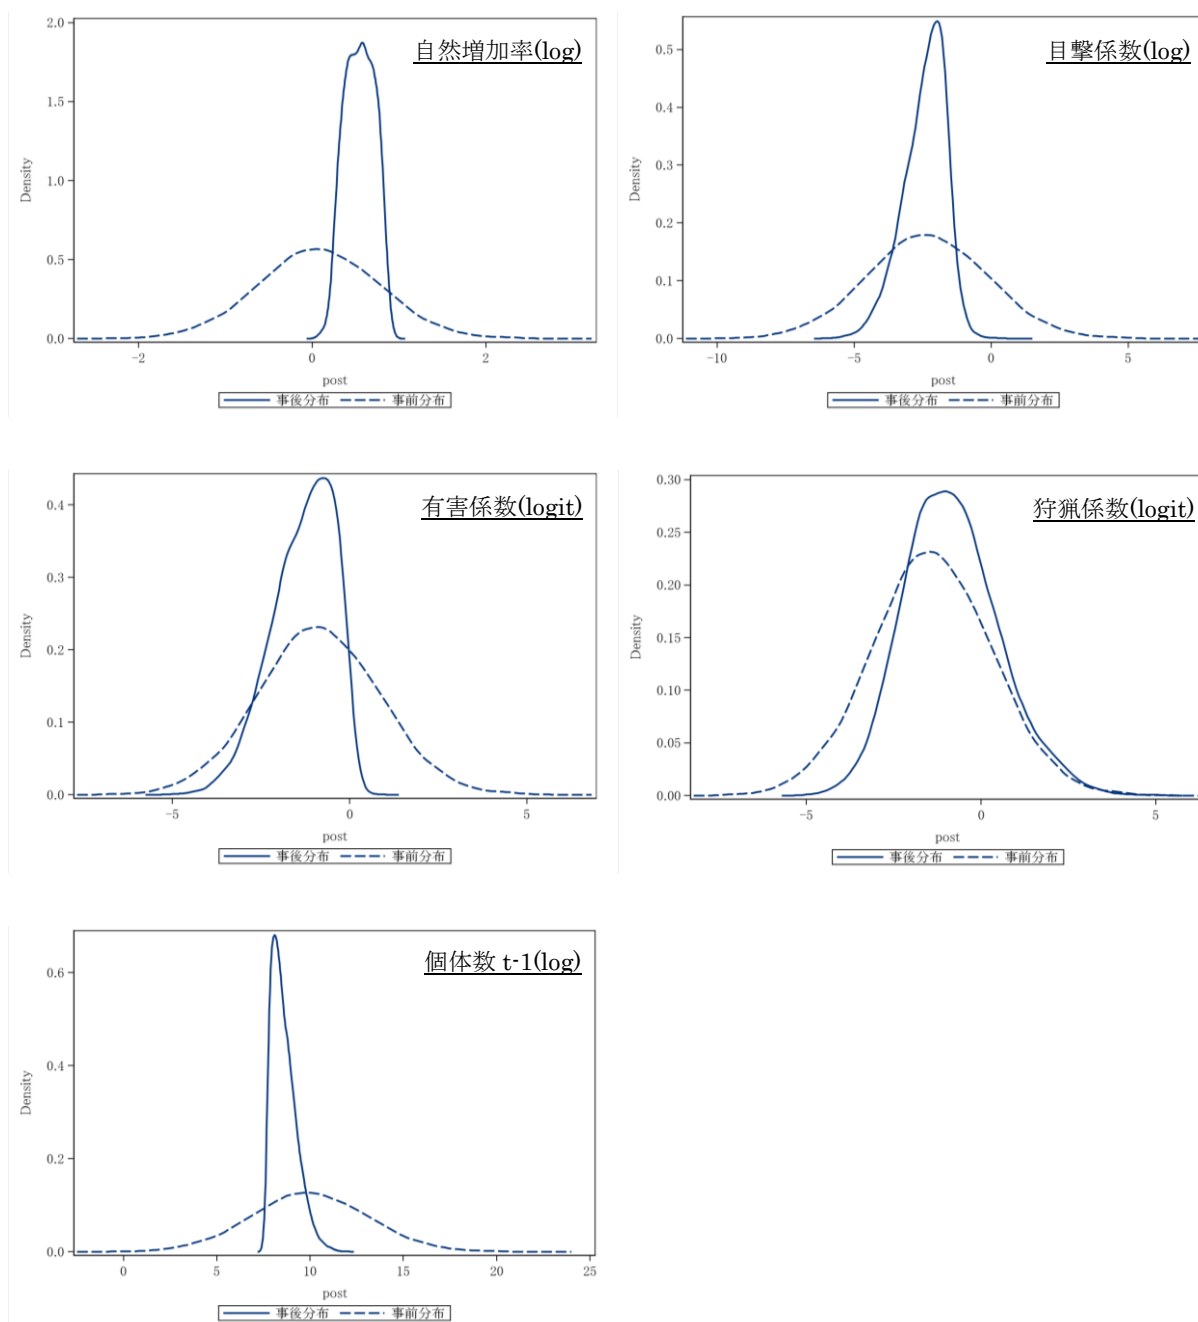 自然増加率(log)
2.0
1.5
1.0
0.5
0.0
Density
-2
0
2
post
事後分布 事前分布
目撃係数(log)
0.5
0.4
0.3
0.2
0.1
0.0
Density
-10
-5
0
5
post
事後分布 事前分布
有害係数(logit)
0.4
0.3
0.2
0.1
0.0
Density
-5
0
5
post
事後分布 事前分布
狩猟係数(logit)
0.30
0.25
0.20
0.15
0.10
0.05
0.00
Density
-5
0
5
post
事後分布 事前分布
個体数 t-1(log)
0.6
0.4
0.2
0.0
Density
0
5
10
15
20
25
post
事後分布 事前分布